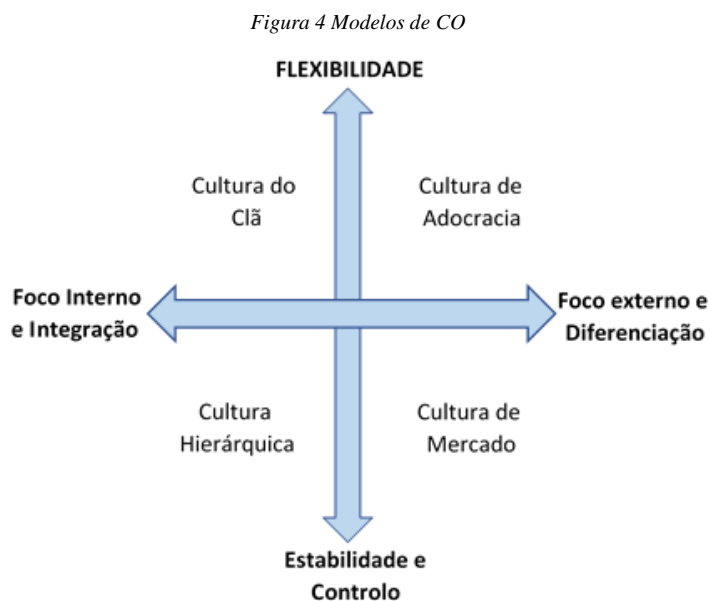 Figura 4 Modelos de CO
FLEXIBILIDADE
Cultura do
Clã
Cultura de
Adocracia
Foco Interno
e Integração
Foco externo e
Diferenciação
Cultura
Hierárquica
Cultura de
Mercado
Estabilidade e
Controlo